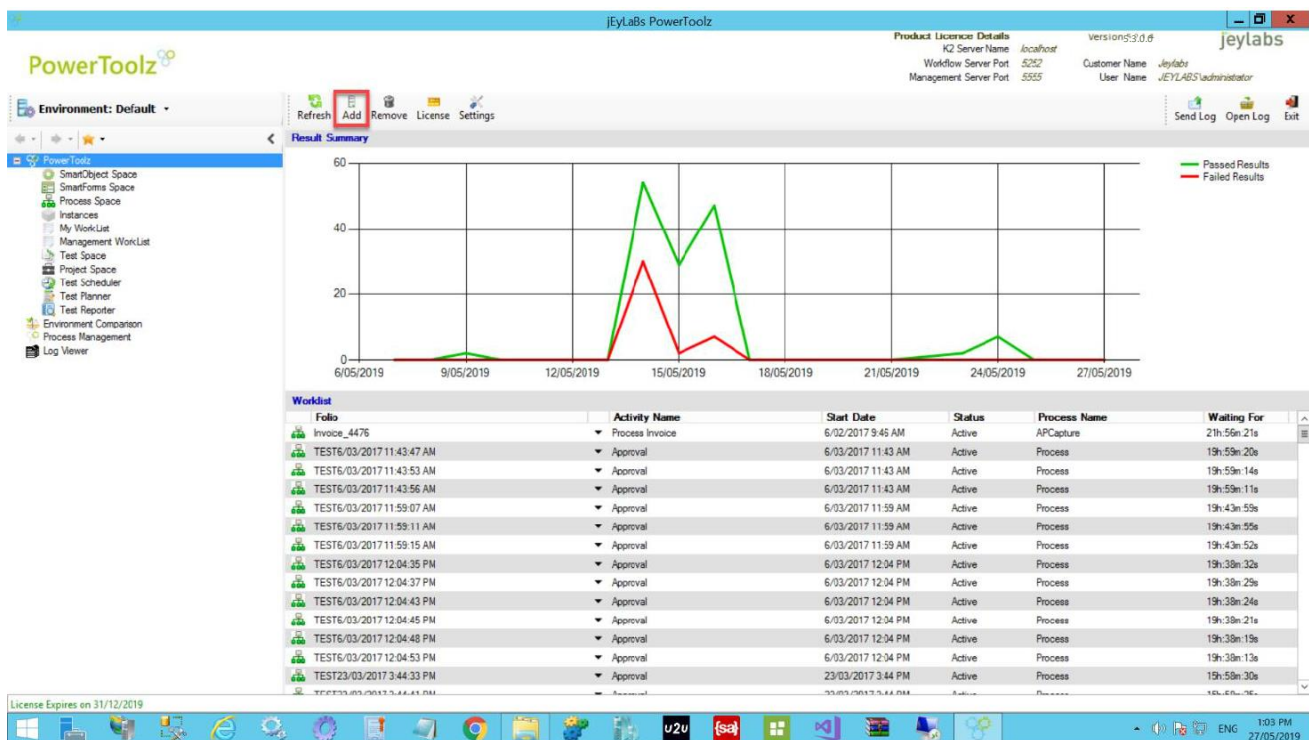 jEyLaBs PowerToolz
PowerToolz
Product Licence Details
K2 Server Name localhost
Workflow Server Port 5252
Management Server Port 5555
Customer Name Jeylabs
User Name JEYLABS\administrator
jeylabs
Environment: Default
Refresh Add Remove License Settings
Send Log Open Log Exit
Result Summary
PowerToolz
SmartObject Space
SmartForms Space
Process Space
Instances
My WorkList
Management WorkList
Test Space
Project Space
Test Scheduler
Test Planner
Test Reporter
Environment Comparison
Process Management
Log Viewer
60
40
20
0
6/05/2019 9/05/2019 12/05/2019 15/05/2019 18/05/2019 21/05/2019 24/05/2019 27/05/2019
Passed Results
Failed Results
Worklist
Folio Activity Name Start Date Status Process Name Waiting For
Invoice_4476 Process Invoice 6/02/2017 9:46 AM Active APCapture 21h:56m:21s
TEST6/03/2017 11:43:47 AM Approval 6/03/2017 11:43 AM Active Process 19h:59m:20s
TEST6/03/2017 11:43:53 AM Approval 6/03/2017 11:43 AM Active Process 19h:59m:14s
TEST6/03/2017 11:43:56 AM Approval 6/03/2017 11:43 AM Active Process 19h:59m:11s
TEST6/03/2017 11:59:07 AM Approval 6/03/2017 11:59 AM Active Process 19h:43m:59s
TEST6/03/2017 11:59:11 AM Approval 6/03/2017 11:59 AM Active Process 19h:43m:55s
TEST6/03/2017 11:59:15 AM Approval 6/03/2017 11:59 AM Active Process 19h:43m:52s
TEST6/03/2017 12:04:35 PM Approval 6/03/2017 12:04 PM Active Process 19h:38m:32s
TEST6/03/2017 12:04:37 PM Approval 6/03/2017 12:04 PM Active Process 19h:38m:29s
TEST6/03/2017 12:04:43 PM Approval 6/03/2017 12:04 PM Active Process 19h:38m:24s
TEST6/03/2017 12:04:45 PM Approval 6/03/2017 12:04 PM Active Process 19h:38m:21s
TEST6/03/2017 12:04:48 PM Approval 6/03/2017 12:04 PM Active Process 19h:38m:19s
TEST6/03/2017 12:04:53 PM Approval 6/03/2017 12:04 PM Active Process 19h:38m:13s
TEST23/03/2017 3:44:33 PM Approval 23/03/2017 3:44 PM Active Process 15h:58m:30s
License Expires on 31/12/2019
u2u
{sa}
ENG
1:03 PM
27/05/2019